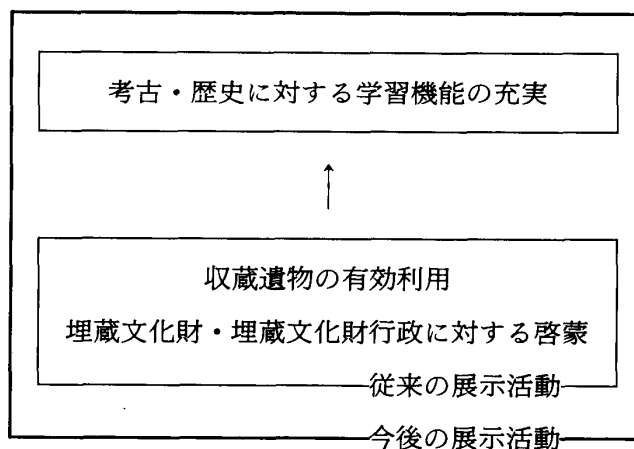 考古・歴史に対する学習機能の充実
↑
収蔵遺物の有効利用
埋蔵文化財・埋蔵文化財行政に対する啓蒙
従来の展示活動
今後の展示活動